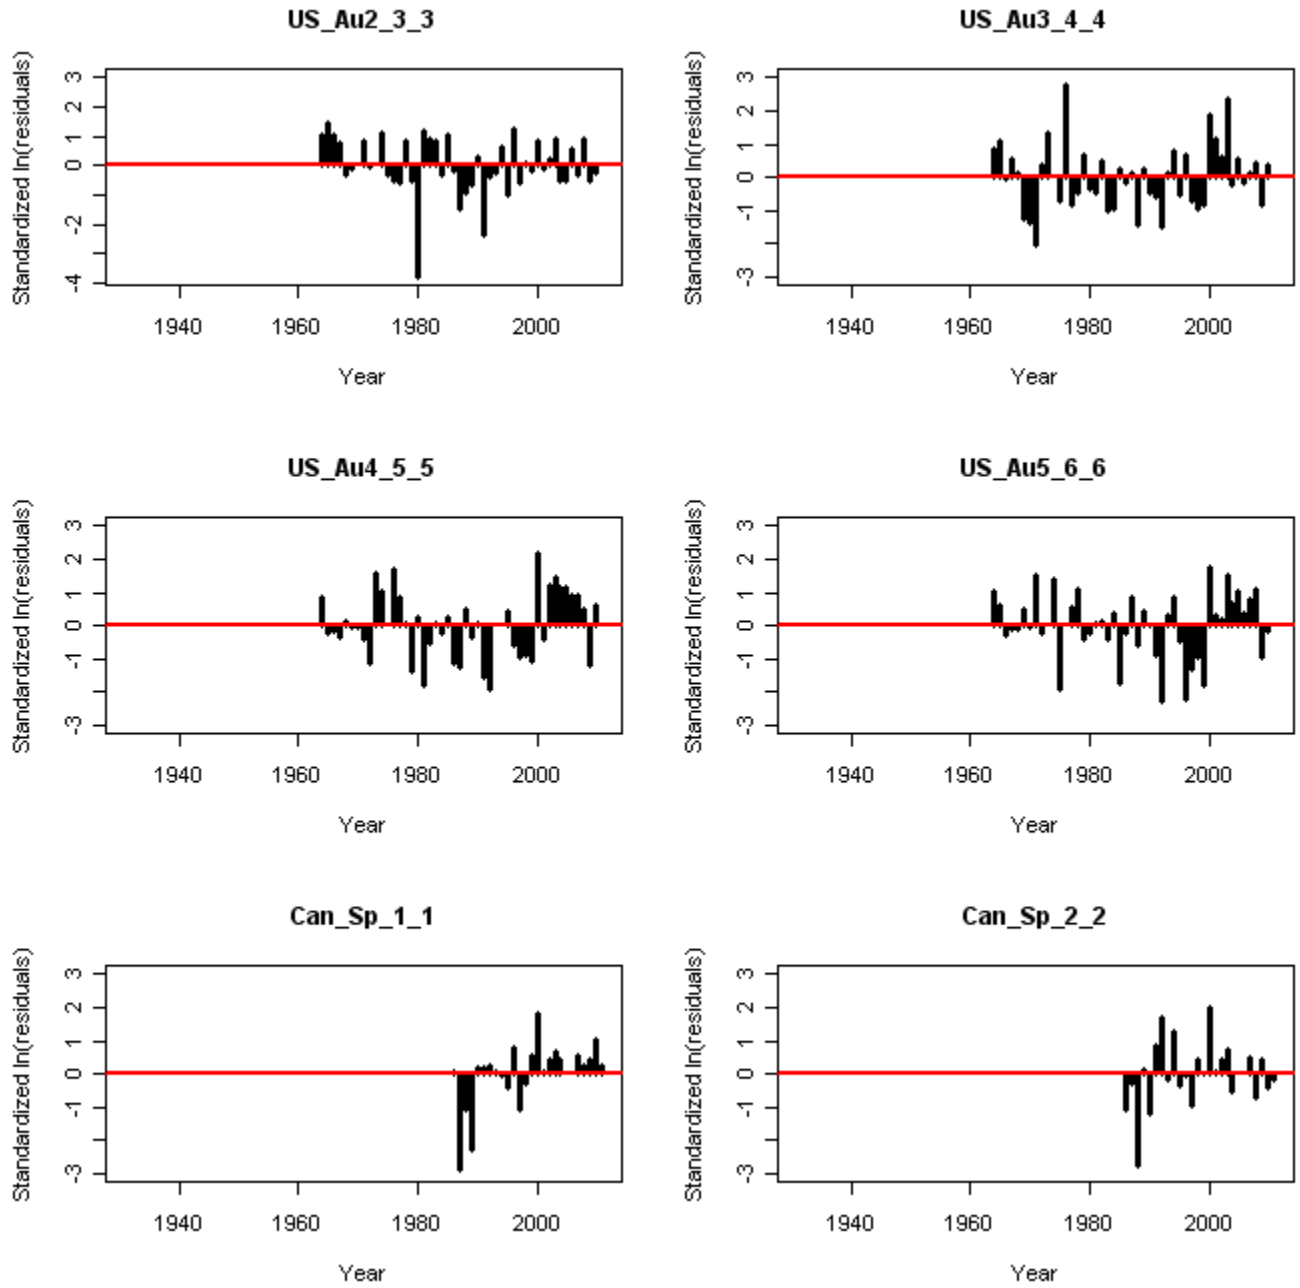 US_Au2_3_3
Standardized ln(residuals)
3
2
1
0
-2
-4
1940 1960 1980 2000
Year
US_Au3_4_4
Standardized ln(residuals)
3
2
1
0
-1
-3
1940 1960 1980 2000
Year
US_Au4_5_5
Standardized ln(residuals)
3
2
1
0
-1
-3
1940 1960 1980 2000
Year
US_Au5_6_6
Standardized ln(residuals)
3
2
1
0
-1
-3
1940 1960 1980 2000
Year
Can_Sp_1_1
Standardized ln(residuals)
3
2
1
0
-1
-3
1940 1960 1980 2000
Year
Can_Sp_2_2
Standardized ln(residuals)
3
2
1
0
-1
-3
1940 1960 1980 2000
Year